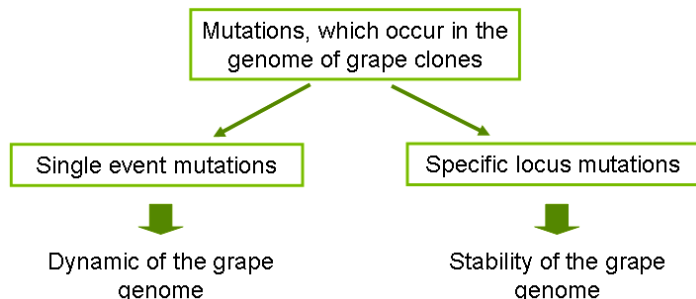 Mutations, which occur in the
genome of grape clones
Single event mutations
Specific locus mutations
Dynamic of the grape
genome
Stability of the grape
genome